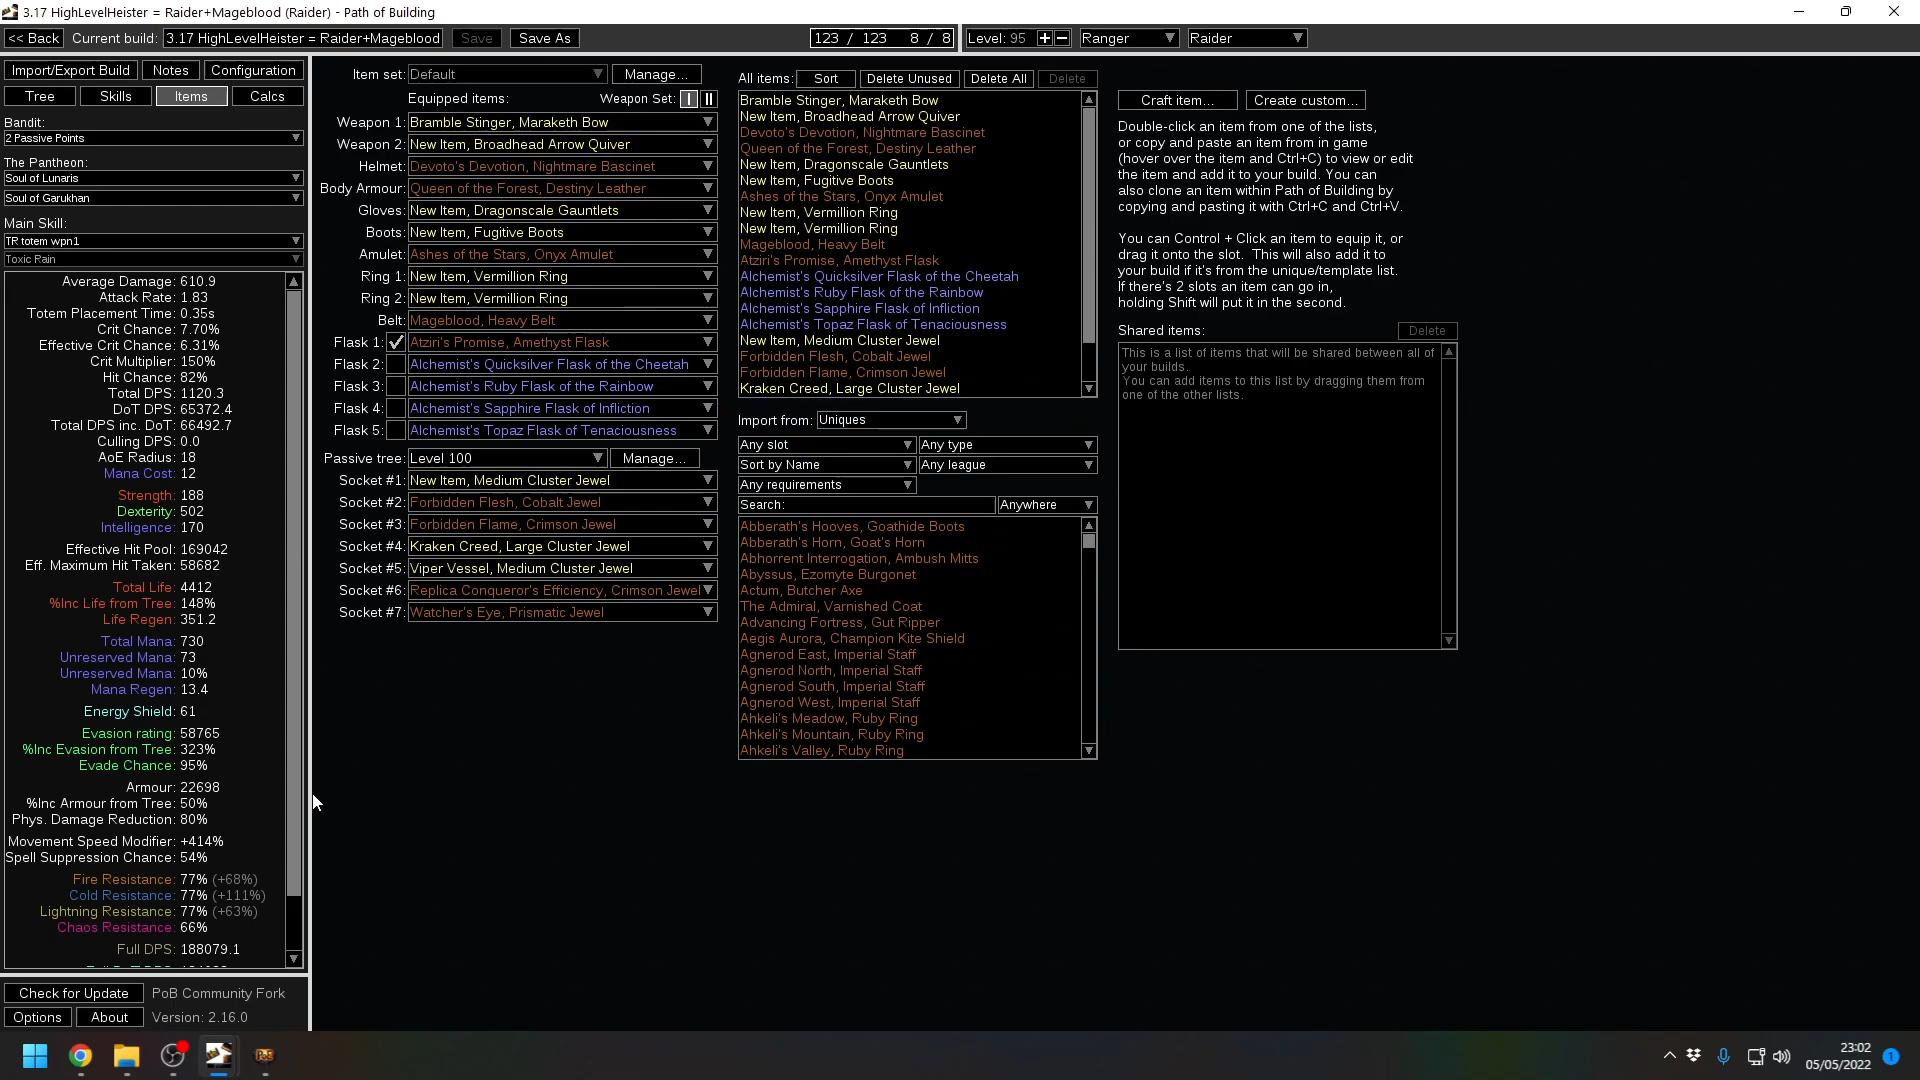 3.17 HighLevelHeister = Raider+Mageblood (Raider) - Path of Building
<< Back
Current build: 3.17 HighLevelHeister = Raider+Mageblood
Save
Save As
123 / 123 8 / 8
Level: 95
Ranger
Raider
Import/Export Build
Notes
Configuration
Tree
Skills
Items
Calcs
Bandit:
2 Passive Points
The Pantheon:
Soul of Lunaris
Soul of Garukhan
Main Skill:
TR totem wpn1
Toxic Rain
Average Damage: 610.9
Attack Rate: 1.83
Totem Placement Time: 0.35s
Crit Chance: 7.70%
Effective Crit Chance: 6.31%
Crit Multiplier: 150%
Hit Chance: 82%
Total DPS: 1120.3
DoT DPS: 65372.4
Total DPS inc. DoT: 66492.7
Culling DPS: 0.0
AoE Radius: 18
Mana Cost: 12
Strength: 188
Dexterity: 502
Intelligence: 170
Effective Hit Pool: 169042
Eff. Maximum Hit Taken: 58682
Total Life: 4412
%Inc Life from Tree: 148%
Life Regen: 351.2
Total Mana: 730
Unreserved Mana: 73
Unreserved Mana: 10%
Mana Regen: 13.4
Energy Shield: 61
Evasion rating: 58765
%Inc Evasion from Tree: 323%
Evade Chance: 95%
Armour: 22698
%Inc Armour from Tree: 50%
Phys. Damage Reduction: 80%
Movement Speed Modifier: +414%
Spell Suppression Chance: 54%
Fire Resistance: 77% (+68%)
Cold Resistance: 77% (+111%)
Lightning Resistance: 77% (+63%)
Chaos Resistance: 66%
Full DPS: 188079.1
Check for Update
PoB Community Fork
Options
About
Version: 2.16.0
Item set: Default
Manage...
Equipped items:
Weapon Set: I II
Weapon 1: Bramble Stinger, Maraketh Bow
Weapon 2: New Item, Broadhead Arrow Quiver
Helmet: Devoto's Devotion, Nightmare Bascinet
Body Armour: Queen of the Forest, Destiny Leather
Gloves: New Item, Dragonscale Gauntlets
Boots: New Item, Fugitive Boots
Amulet: Ashes of the Stars, Onyx Amulet
Ring 1: New Item, Vermillion Ring
Ring 2: New Item, Vermillion Ring
Belt: Mageblood, Heavy Belt
Flask 1: Atziri's Promise, Amethyst Flask
Flask 2: Alchemist's Quicksilver Flask of the Cheetah
Flask 3: Alchemist's Ruby Flask of the Rainbow
Flask 4: Alchemist's Sapphire Flask of Infliction
Flask 5: Alchemist's Topaz Flask of Tenaciousness
Passive tree: Level 100
Manage...
Socket #1: New Item, Medium Cluster Jewel
Socket #2: Forbidden Flesh, Cobalt Jewel
Socket #3: Forbidden Flame, Crimson Jewel
Socket #4: Kraken Creed, Large Cluster Jewel
Socket #5: Viper Vessel, Medium Cluster Jewel
Socket #6: Replica Conqueror's Efficiency, Crimson Jewel
Socket #7: Watcher's Eye, Prismatic Jewel
All items:
Sort
Delete Unused
Delete All
Delete
Bramble Stinger, Maraketh Bow
New Item, Broadhead Arrow Quiver
Devoto's Devotion, Nightmare Bascinet
Queen of the Forest, Destiny Leather
New Item, Dragonscale Gauntlets
New Item, Fugitive Boots
Ashes of the Stars, Onyx Amulet
New Item, Vermillion Ring
New Item, Vermillion Ring
Mageblood, Heavy Belt
Atziri's Promise, Amethyst Flask
Alchemist's Quicksilver Flask of the Cheetah
Alchemist's Ruby Flask of the Rainbow
Alchemist's Sapphire Flask of Infliction
Alchemist's Topaz Flask of Tenaciousness
New Item, Medium Cluster Jewel
Forbidden Flesh, Cobalt Jewel
Forbidden Flame, Crimson Jewel
Kraken Creed, Large Cluster Jewel
Import from: Uniques
Any slot
Any type
Sort by Name
Any league
Any requirements
Search:
Anywhere
Abberath's Hooves, Goathide Boots
Abberath's Horn, Goat's Horn
Abhorrent Interrogation, Ambush Mitts
Abyssus, Ezomyte Burgonet
Actum, Butcher Axe
The Admiral, Varnished Coat
Advancing Fortress, Gut Ripper
Aegis Aurora, Champion Kite Shield
Agnerod East, Imperial Staff
Agnerod North, Imperial Staff
Agnerod South, Imperial Staff
Agnerod West, Imperial Staff
Ahkeli's Meadow, Ruby Ring
Ahkeli's Mountain, Ruby Ring
Ahkeli's Valley, Ruby Ring
Craft item...
Create custom...
Double-click an item from one of the lists,
or copy and paste an item from in game
(hover over the item and Ctrl+C) to view or edit
the item and add it to your build. You can
also clone an item within Path of Building by
copying and pasting it with Ctrl+C and Ctrl+V.
You can Control + Click an item to equip it, or
drag it onto the slot. This will also add it to
your build if it's from the unique/template list.
If there's 2 slots an item can go in,
holding Shift will put it in the second.
Shared items:
Delete
This is a list of items that will be shared between all of
your builds.
You can add items to this list by dragging them from
one of the other lists.
23:02
05/05/2022
1